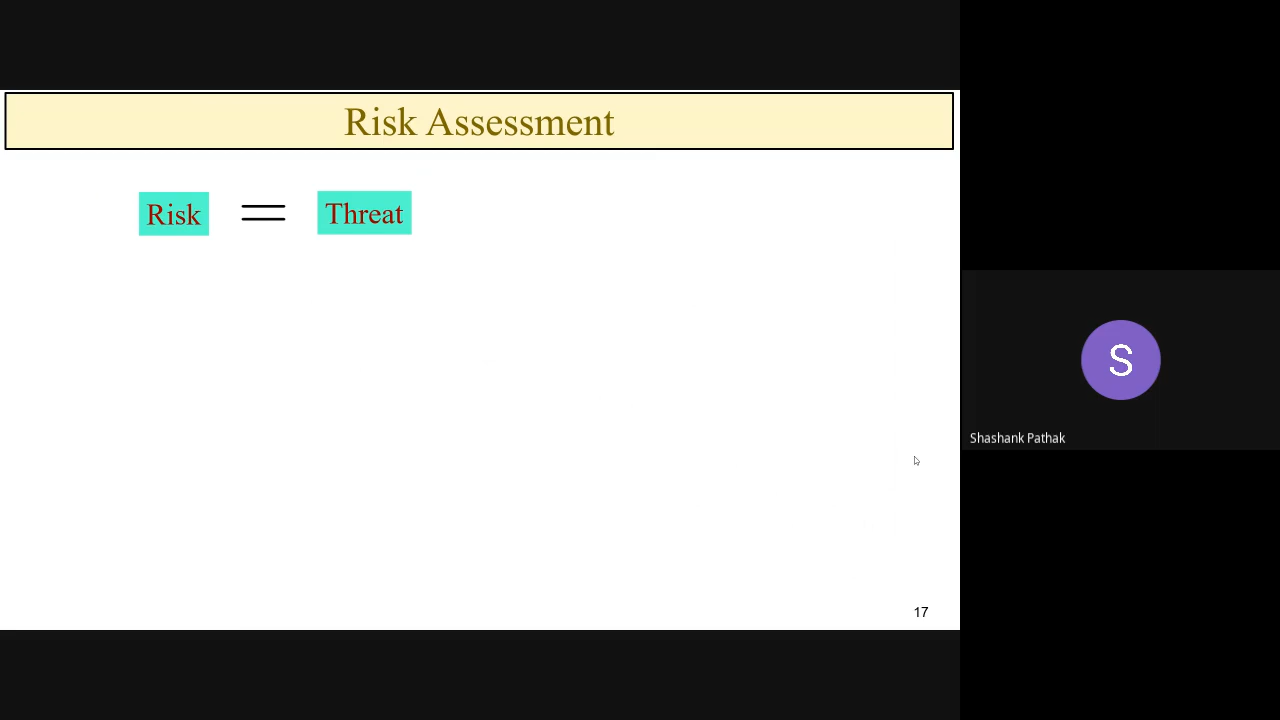 Risk Assessment
Risk = Threat
S
Shashank Pathak
17